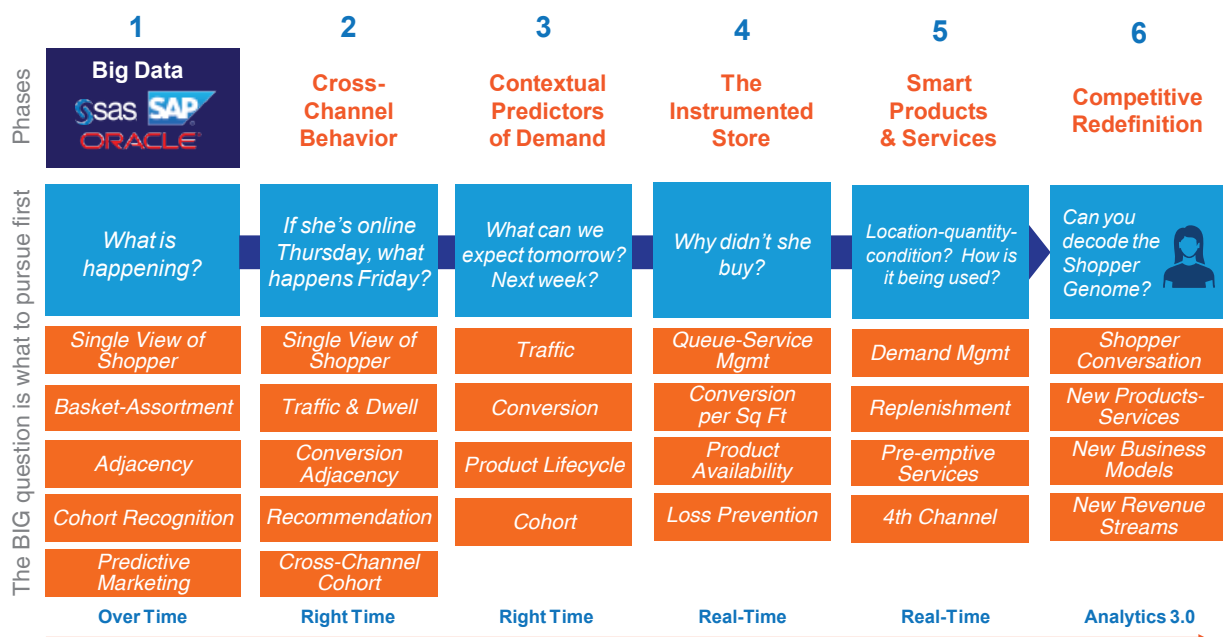 1
2
3
4
5
6
Phases
Big Data
sas SAP
ORACLE
Cross-
Channel
Behavior
Contextual
Predictors
of Demand
The
Instrumented
Store
Smart
Products
& Services
Competitive
Redefinition
The BIG question is what to pursue first
What is
happening?
If she's online
Thursday, what
happens Friday?
What can we
expect tomorrow?
Next week?
Why didn't she
buy?
Location-quantity-
condition? How is
it being used?
Can you
decode the
Shopper
Genome?
Single View of
Shopper
Single View of
Shopper
Traffic
Queue-Service
Mgmt
Demand Mgmt
Shopper
Conversation
Basket-Assortment
Traffic & Dwell
Conversion
Conversion
per Sq Ft
Replenishment
New Products-
Services
Adjacency
Conversion
Adjacency
Product Lifecycle
Product
Availability
Pre-emptive
Services
New Business
Models
Cohort Recognition
Recommendation
Cohort
Loss Prevention
4th Channel
New Revenue
Streams
Predictive
Marketing
Cross-Channel
Cohort
Over Time
Right Time
Right Time
Real-Time
Real-Time
Analytics 3.0